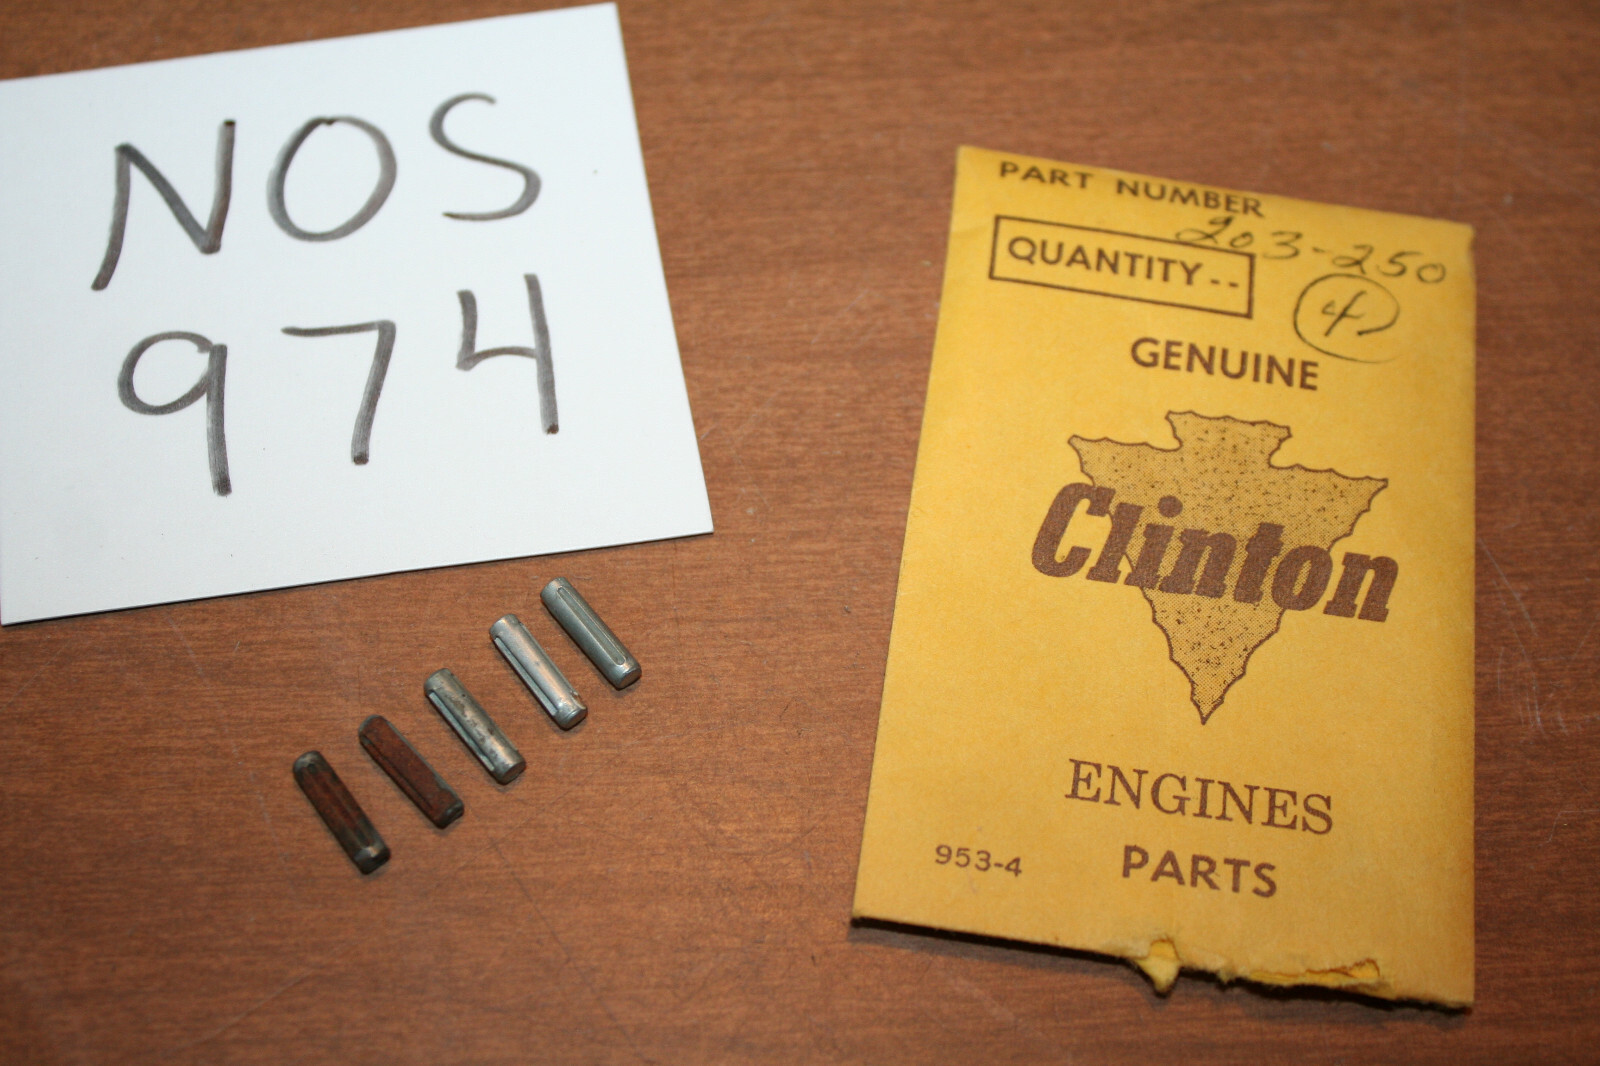 NOS
974
PART NUMBER
203-250
QUANTITY--
4
GENUINE
Clinton
ENGINES
953-4
PARTS